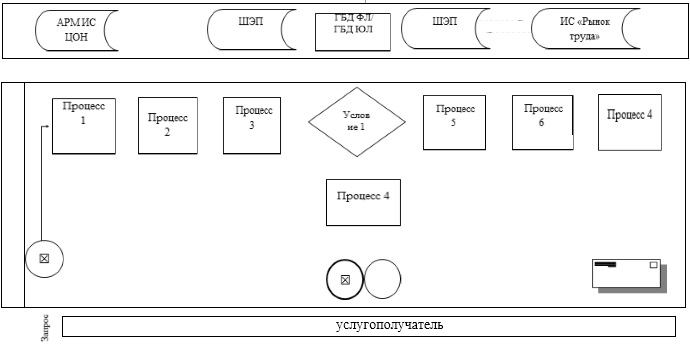 АРМ ИС
ЦОН
ШЭП
ГБД ФЛ/
ГБД ЮЛ
ШЭП
ИС «Рынок
труда»
Процесс
1
Процесс
2
Процесс
3
Услов
ие 1
Процесс
5
Процесс
6
Процесс 4
Процесс 4
Запрос
услугополучатель